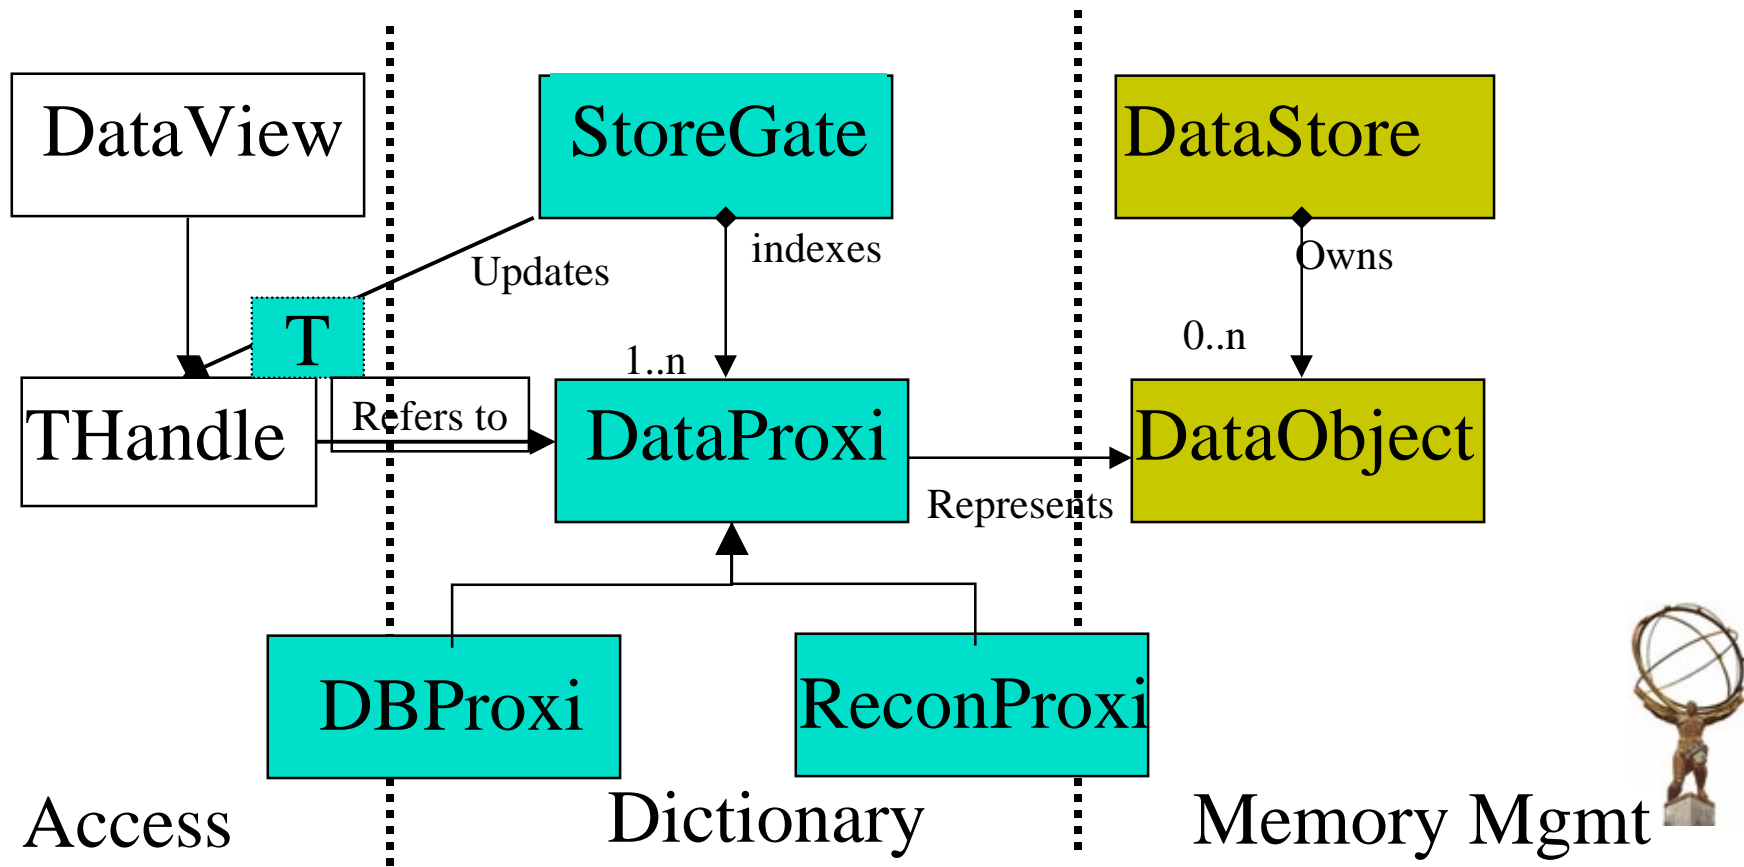 DataView
StoreGate
DataStore
Updates
indexes
Owns
T
1..n
0..n
THandle
Refers to
DataProxi
DataObject
Represents
DBProxi
ReconProxi
Access
Dictionary
Memory Mgmt